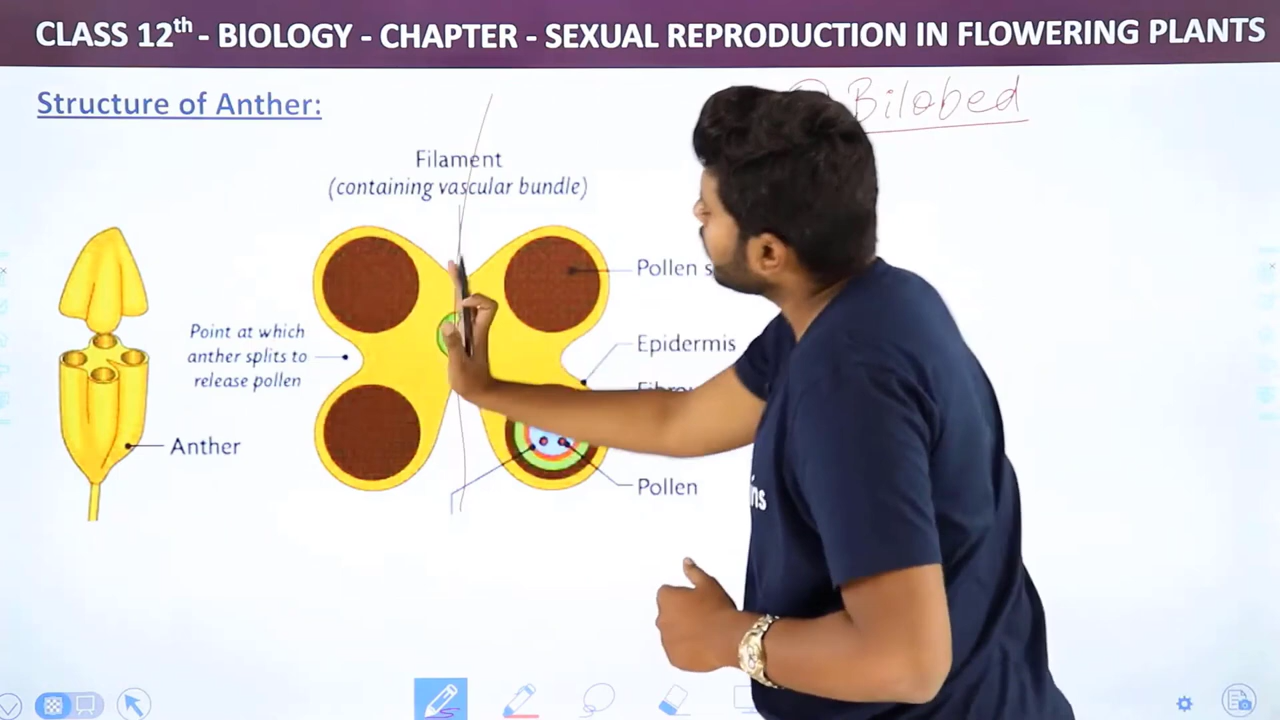 CLASS 12th - BIOLOGY - CHAPTER - SEXUAL REPRODUCTION IN FLOWERING PLANTS
Structure of Anther:
Bilobed
Filament
(containing vascular bundle)
Pollen
Point at which
anther splits to
release pollen
Epidermis
Anther
Pollen